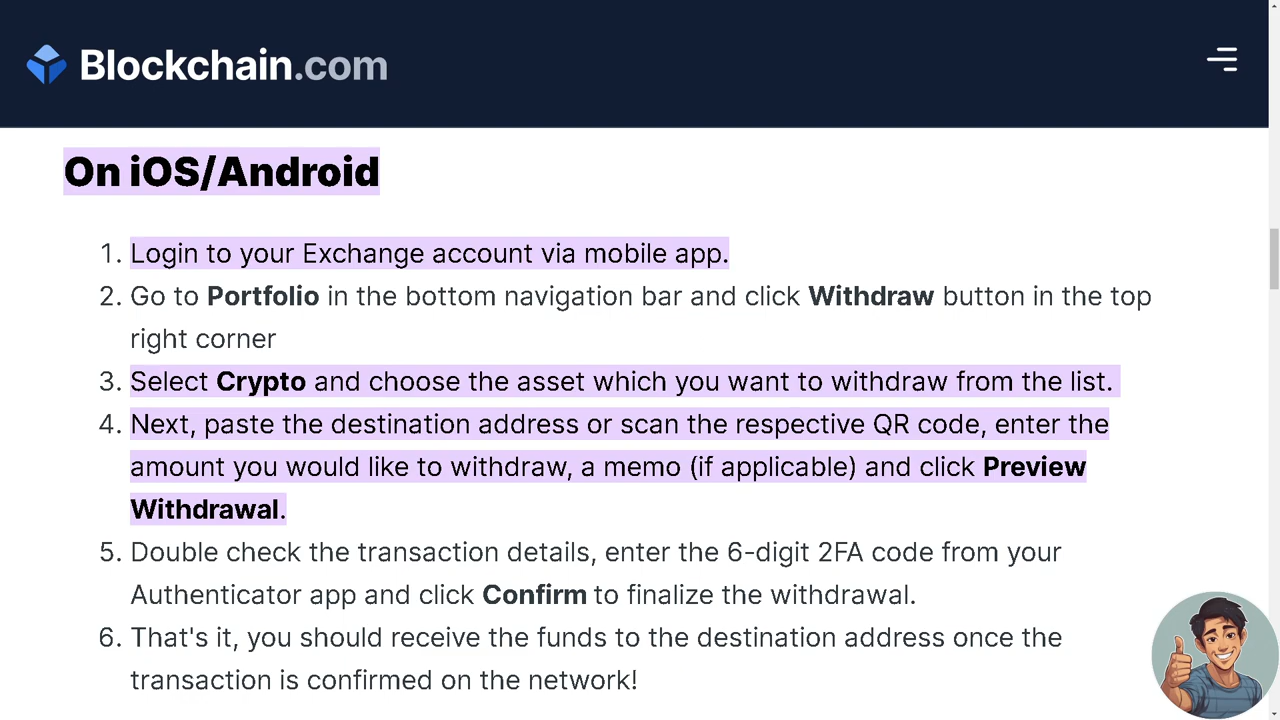 Blockchain.com
On iOS/Android
1. Login to your Exchange account via mobile app.
2. Go to Portfolio in the bottom navigation bar and click Withdraw button in the top
right corner
3. Select Crypto and choose the asset which you want to withdraw from the list.
4. Next, paste the destination address or scan the respective QR code, enter the
amount you would like to withdraw, a memo (if applicable) and click Preview
Withdrawal.
5. Double check the transaction details, enter the 6-digit 2FA code from your
Authenticator app and click Confirm to finalize the withdrawal.
6. That's it, you should receive the funds to the destination address once the
transaction is confirmed on the network!